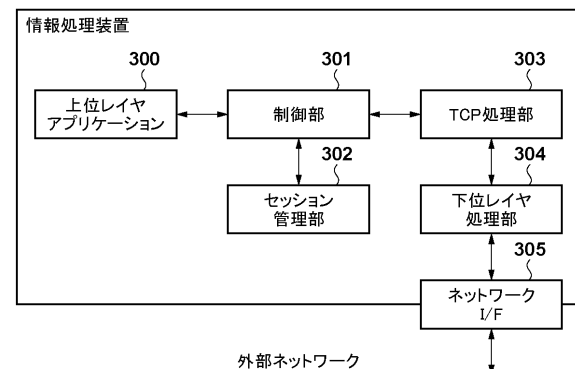 情報処理装置
300
上位レイヤ
アプリケーション
301
制御部
303
TCP処理部
302
セッション
管理部
304
下位レイヤ
処理部
305
ネットワーク
I/F
外部ネットワーク